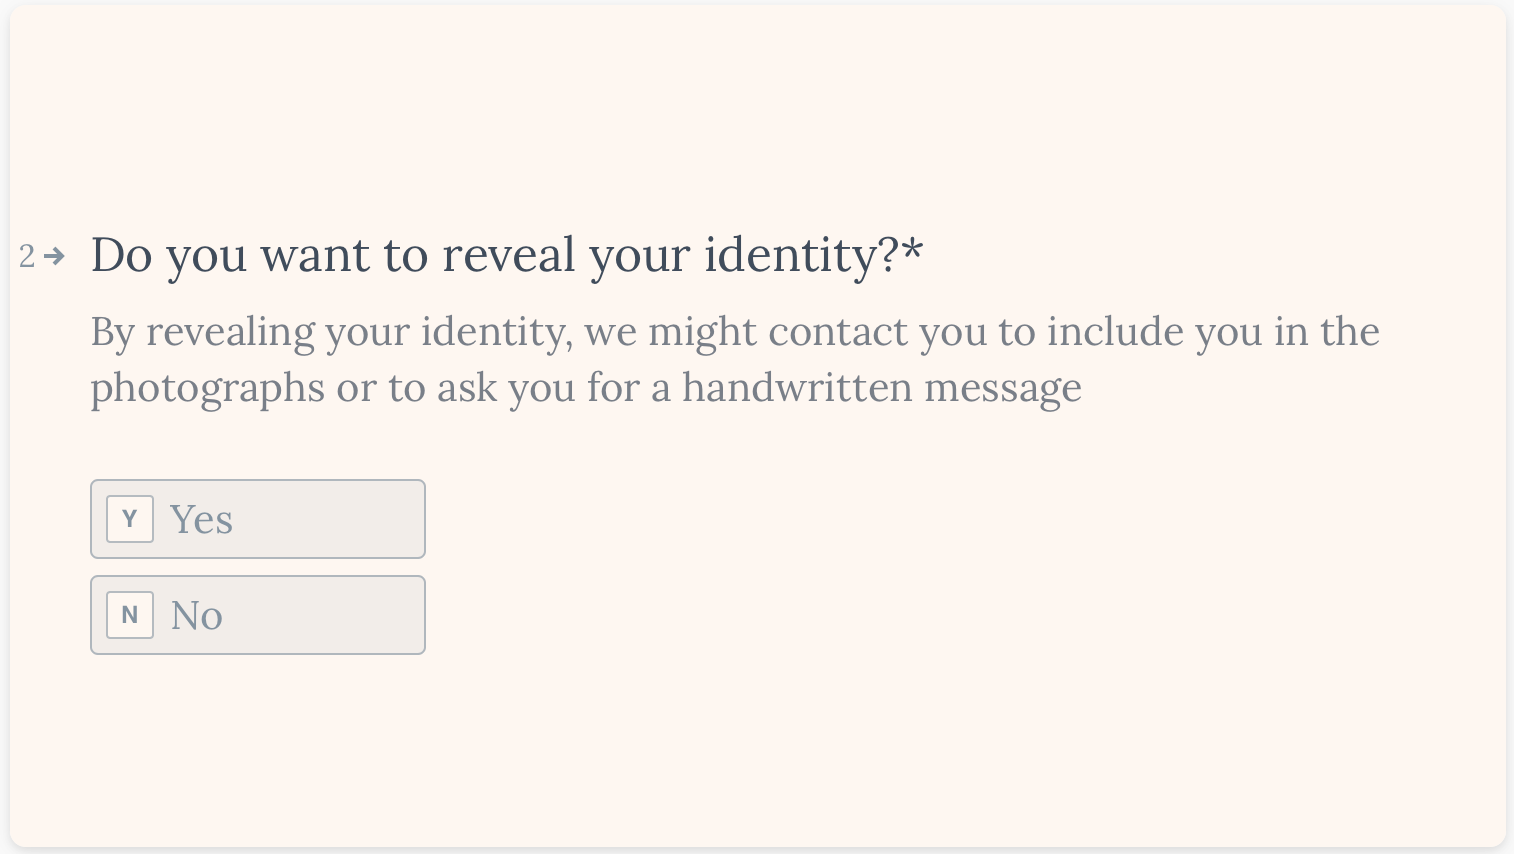 2 → Do you want to reveal your identity?*
By revealing your identity, we might contact you to include you in the
photographs or to ask you for a handwritten message
Y Yes
N No